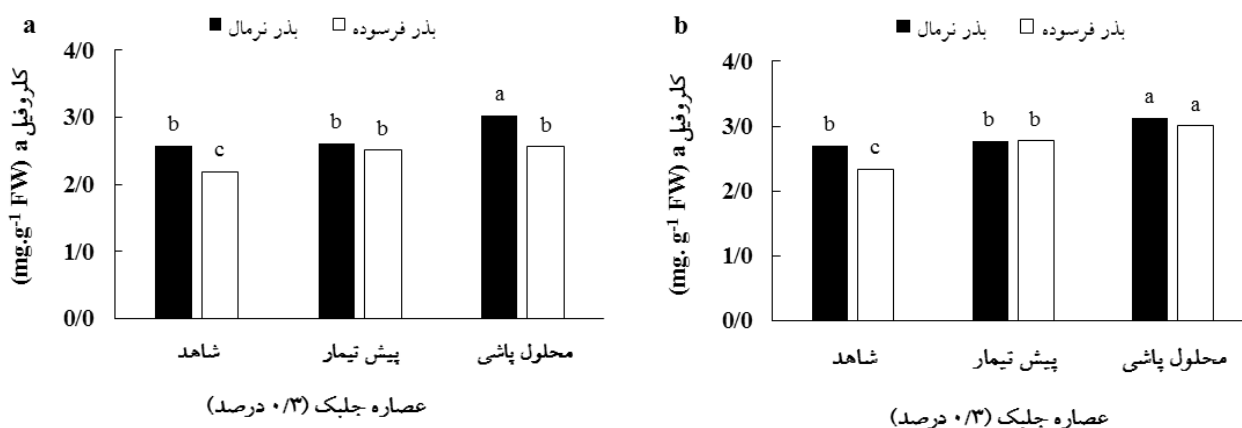 a
بذر نرمال
بذر فرسوده
کلروفیل a
(mg.g-1 FW)
4/0
3/0
2/0
1/0
0/0
b
c
b
b
a
b
شاهد
پیش تیمار
محلول پاشی
عصاره جلبک (۰/۳ درصد)
b
بذر نرمال
بذر فرسوده
کلروفیل a
(mg. g-1 FW)
4/0
3/0
2/0
1/0
0/0
b
c
b
b
a
a
شاهد
پیش تیمار
محلول پاشی
عصاره جلبک (۰/۳ درصد)